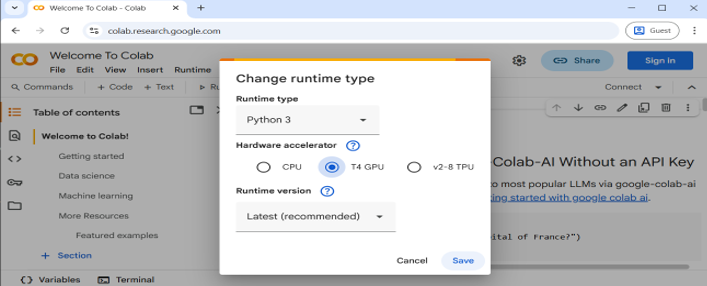 Welcome To Colab - Colab
colab.research.google.com
Guest
Welcome To Colab
File Edit View Insert Runtime
Share
Sign in
Commands + Code + Text
Connect
Table of contents
Welcome to Colab!
Getting started
Data science
Machine learning
More Resources
Featured examples
+ Section
Change runtime type
Runtime type
Python 3
Hardware accelerator ?
CPU T4 GPU v2-8 TPU
Runtime version ?
Latest (recommended)
Cancel Save
-Colab-AI Without an API Key
most popular LLMs via google-colab-ai
started with google colab ai.
of France?")
Variables Terminal